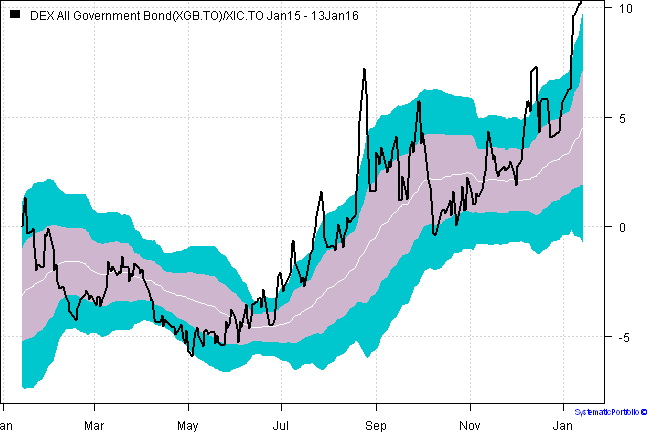 DEX All Government Bond(XGB.TO)/XIC.TO Jan15 - 13Jan16
10
5
0
-5
an Mar May Jul Sep Nov Jan
SystematicPortfolio ©